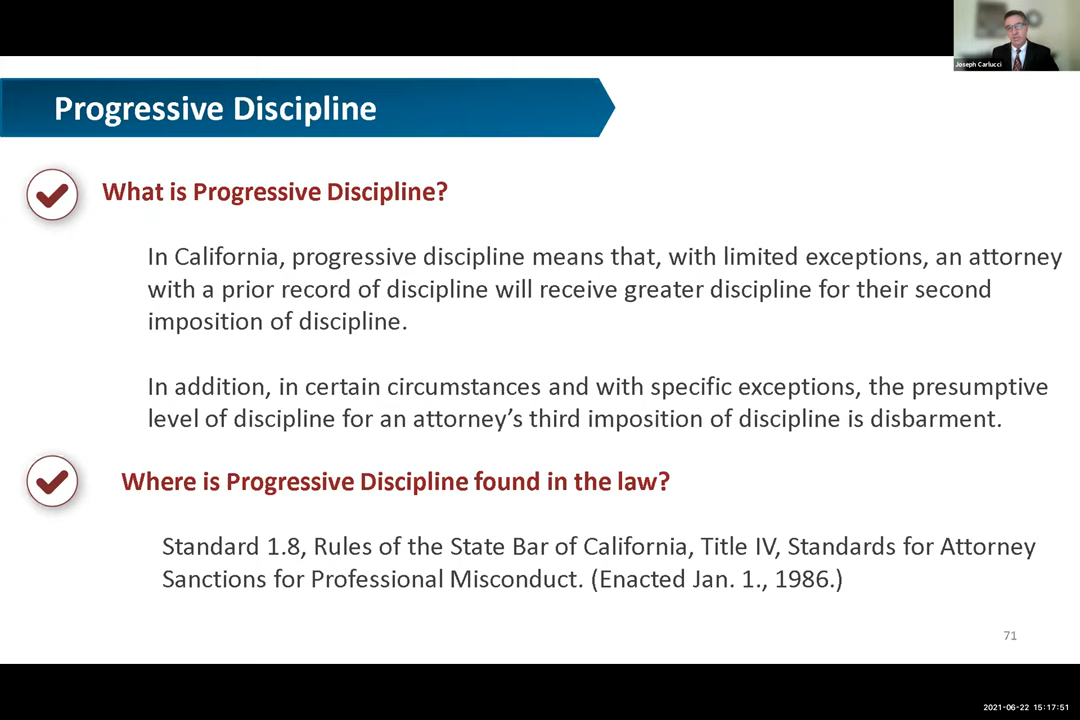 Joseph Carlucci
Progressive Discipline
What is Progressive Discipline?
In California, progressive discipline means that, with limited exceptions, an attorney
with a prior record of discipline will receive greater discipline for their second
imposition of discipline.
In addition, in certain circumstances and with specific exceptions, the presumptive
level of discipline for an attorney’s third imposition of discipline is disbarment.
Where is Progressive Discipline found in the law?
Standard 1.8, Rules of the State Bar of California, Title IV, Standards for Attorney
Sanctions for Professional Misconduct. (Enacted Jan. 1., 1986.)
71
2021-06-22 15:17:51